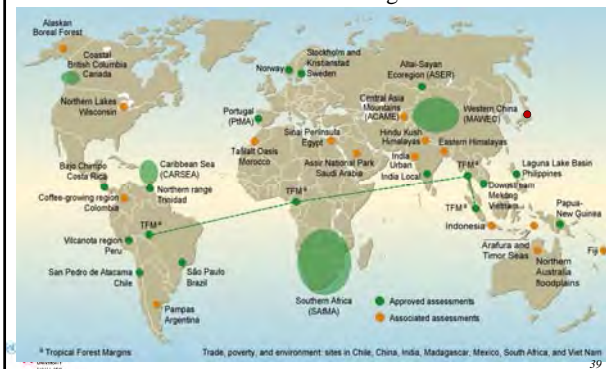 Alaskan
Boreal Forest
Coastal
British Columbia
Canada
Northern Lakes
Wisconsin
Norway
Stockholm and
Kristianstad
Sweden
Altai-Sayan
Ecoregion (ASER)
Portugal
(PtMA)
Central Asia
Mountains
(ACAME)
Western China
(MAWEC)
Tafilalt Oasis
Morocco
Sinai Peninsula
Egypt
Assir National Park
Saudi Arabia
Hindu Kush
Himalayas
Eastern Himalayas
India
Urban
India Local
TFM a
Downstream
Mekong
Vietnam
Laguna Lake Basin
Philippines
Bajo Chirripo
Costa Rica
Caribbean Sea
(CARSEA)
Northern range
Trinidad
Coffee-growing region
Colombia
TFM a
TFM a
TFM a
Indonesia
Papua-
New Guinea
Vilcanota region
Peru
San Pedro de Atacama
Chile
São Paulo
Brazil
Pampas
Argentina
Southern Africa
(SAfMA)
Arafura and
Timor Seas
Northern
Australia
floodplains
Fiji
Approved assessments
Associated assessments
a Tropical Forest Margins
Trade, poverty, and environment: sites in Chile, China, India, Madagascar, Mexico, South Africa, and Viet Nam
39